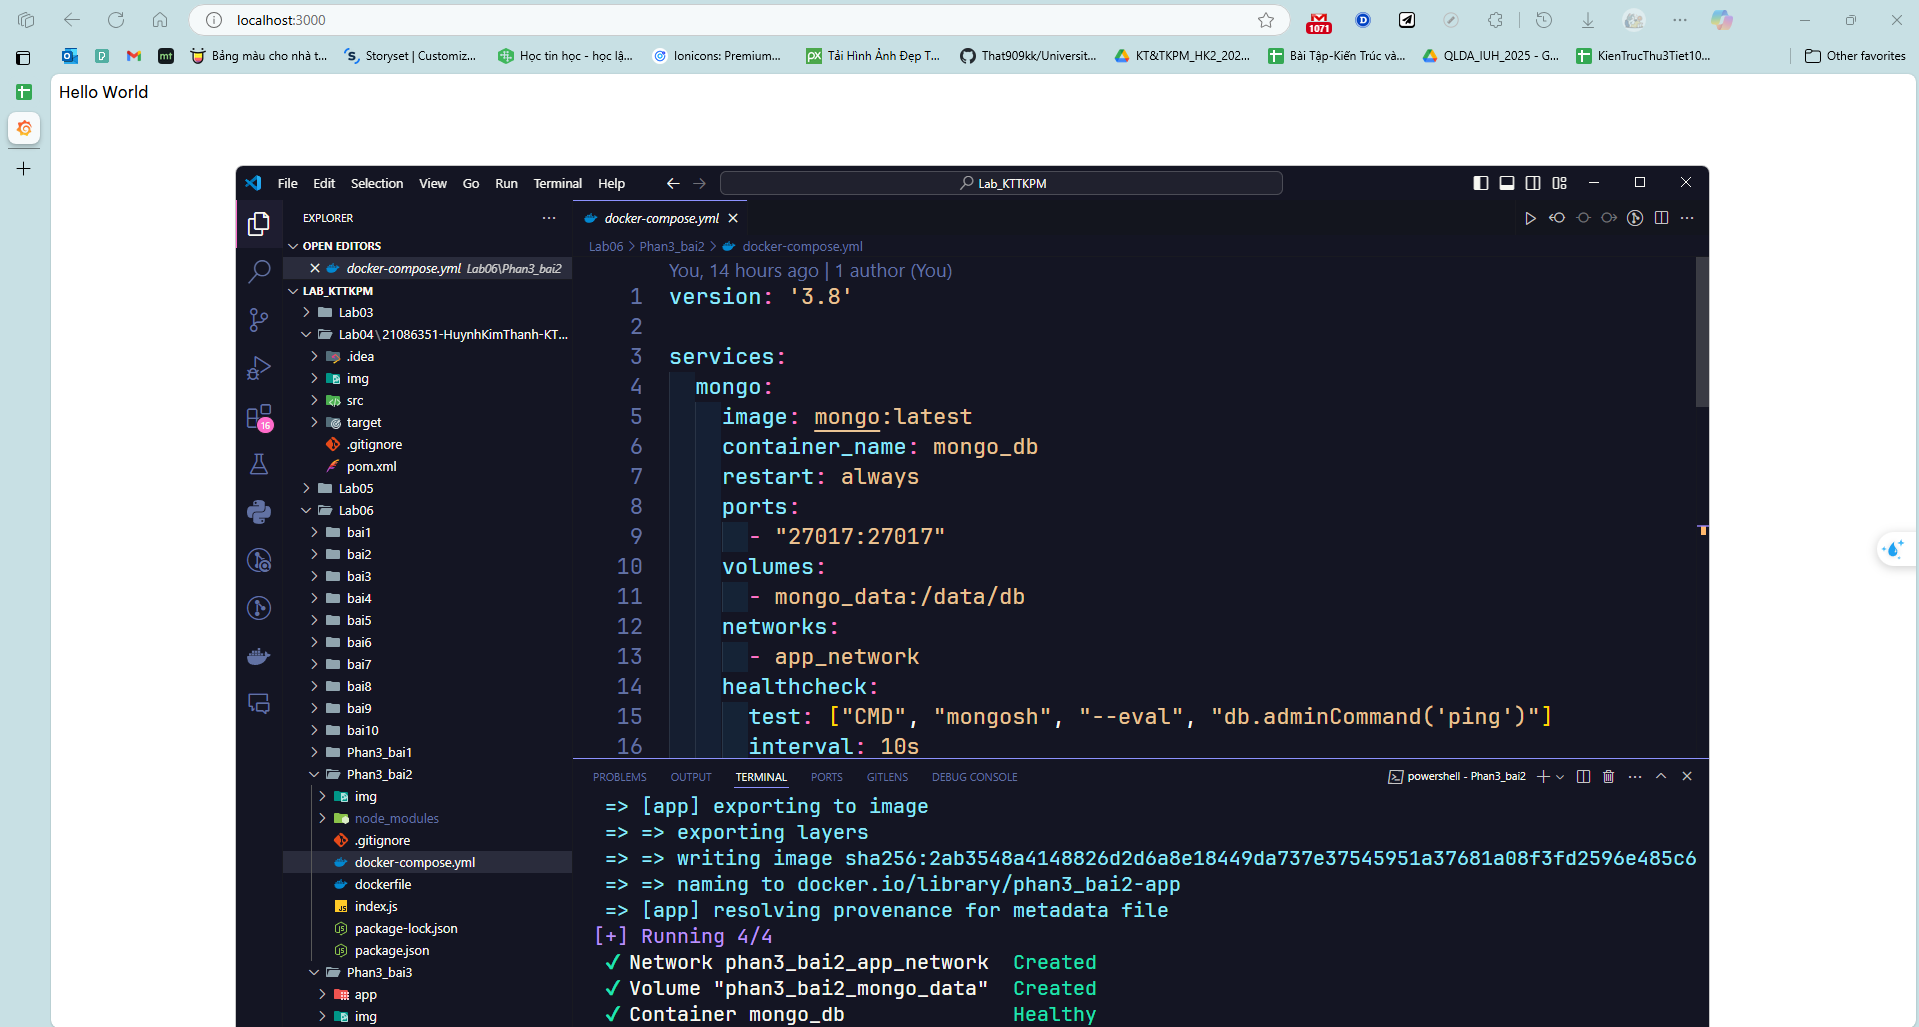 localhost:3000
1071
Bảng màu cho nhà t...
Storyset | Customiz...
Học tin học - học lậ...
Ionicons: Premium...
Tải Hình Ảnh Đẹp T...
That909kk/Universit...
KT&TKPM_HK2_202...
Bài Tập-Kiến Trúc và...
QLDA_IUH_2025 - G...
KienTrucThu3Tiet10...
Other favorites
Hello World
File Edit Selection View Go Run Terminal Help
Lab_KTTKPM
EXPLORER
OPEN EDITORS
docker-compose.yml Lab06\Phan3_bai2
LAB_KTTKPM
Lab03
Lab04\21086351-HuynhKimThanh-KT...
.idea
img
src
target
.gitignore
pom.xml
Lab05
Lab06
bai1
bai2
bai3
bai4
bai5
bai6
bai7
bai8
bai9
bai10
Phan3_bai1
Phan3_bai2
img
node_modules
.gitignore
docker-compose.yml
dockerfile
index.js
package-lock.json
package.json
Phan3_bai3
app
img
16
docker-compose.yml
Lab06 > Phan3_bai2 > docker-compose.yml
You, 14 hours ago | 1 author (You)
1 version: '3.8'
2
3 services:
4 mongo:
5 image: mongo:latest
6 container_name: mongo_db
7 restart: always
8 ports:
9 - "27017:27017"
10 volumes:
11 - mongo_data:/data/db
12 networks:
13 - app_network
14 healthcheck:
15 test: ["CMD", "mongosh", "--eval", "db.adminCommand('ping')"]
16 interval: 10s
PROBLEMS OUTPUT TERMINAL PORTS GITLENS DEBUG CONSOLE
powershell - Phan3_bai2
=> [app] exporting to image
=> => exporting layers
=> => writing image sha256:2ab3548a4148826d2d6a8e18449da737e37545951a37681a08f3fd2596e485c6
=> => naming to docker.io/library/phan3_bai2-app
=> [app] resolving provenance for metadata file
[+] Running 4/4
✔ Network phan3_bai2_app_network Created
✔ Volume "phan3_bai2_mongo_data" Created
✔ Container mongo_db Healthy